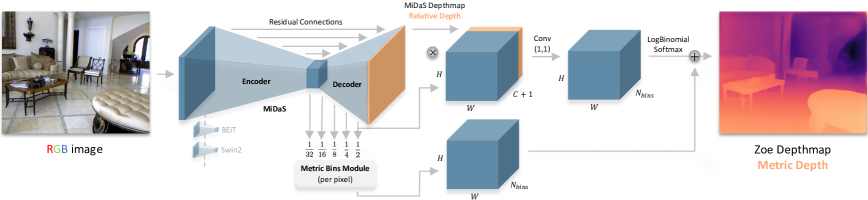 RGB image
Residual Connections
Encoder
Decoder
MiDaS
BEiT
Swin2
1/32 1/16 1/8 1/4 1/2
Metric Bins Module
(per pixel)
MiDaS Depthmap
Relative Depth
×
H
W
C + 1
Conv
(1,1)
H
W
N_bins
LogBinomial
Softmax
+
H
W
N_bins
Zoe Depthmap
Metric Depth